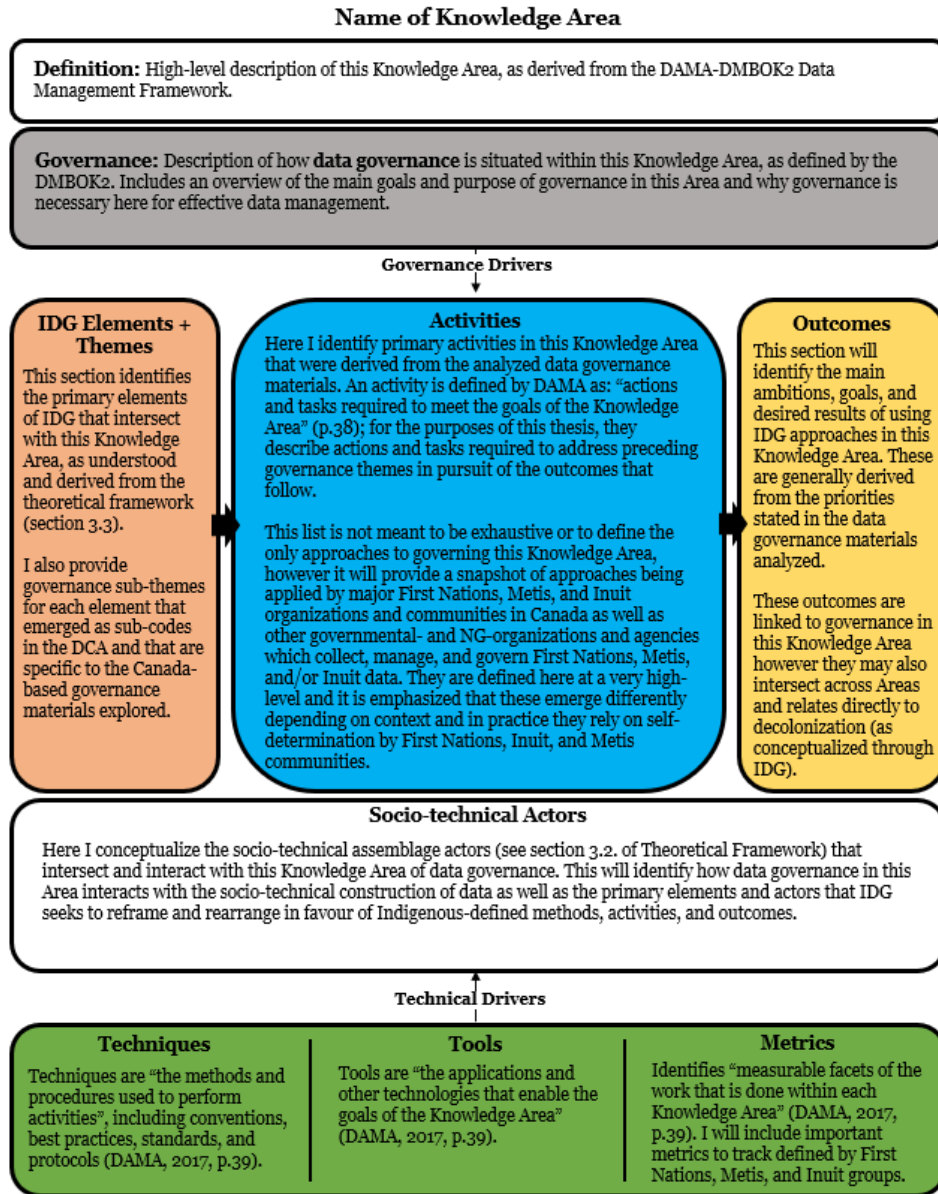 Name of Knowledge Area
Definition: High-level description of this Knowledge Area, as derived from the DAMA-DMBOK2 Data
Management Framework.
Governance: Description of how data governance is situated within this Knowledge Area, as defined by the
DMBOK2. Includes an overview of the main goals and purpose of governance in this Area and why governance is
necessary here for effective data management.
Governance Drivers
IDG Elements +
Themes
This section identifies
the primary elements
of IDG that intersect
with this Knowledge
Area, as understood
and derived from the
theoretical framework
(section 3.3).
I also provide
governance sub-themes
for each element that
emerged as sub-codes
in the DCA and that are
specific to the Canada-
based governance
materials explored.
Activities
Here I identify primary activities in this Knowledge Area
that were derived from the analyzed data governance
materials. An activity is defined by DAMA as: “actions
and tasks required to meet the goals of the Knowledge
Area” (p.38); for the purposes of this thesis, they
describe actions and tasks required to address preceding
governance themes in pursuit of the outcomes that
follow.
This list is not meant to be exhaustive or to define the
only approaches to governing this Knowledge Area,
however it will provide a snapshot of approaches being
applied by major First Nations, Metis, and Inuit
organizations and communities in Canada as well as
other governmental- and NG-organizations and agencies
which collect, manage, and govern First Nations, Metis,
and/or Inuit data. They are defined here at a very high-
level and it is emphasized that these emerge differently
depending on context and in practice they rely on self-
determination by First Nations, Inuit, and Metis
communities.
Outcomes
This section will
identify the main
ambitions, goals, and
desired results of using
IDG approaches in this
Knowledge Area. These
are generally derived
from the priorities
stated in the data
governance materials
analyzed.
These outcomes are
linked to governance in
this Knowledge Area
however they may also
intersect across Areas
and relates directly to
decolonization (as
conceptualized through
IDG).
Socio-technical Actors
Here I conceptualize the socio-technical assemblage actors (see section 3.2. of Theoretical Framework) that
intersect and interact with this Knowledge Area of data governance. This will identify how data governance in this
Area interacts with the socio-technical construction of data as well as the primary elements and actors that IDG
seeks to reframe and rearrange in favour of Indigenous-defined methods, activities, and outcomes.
Technical Drivers
Techniques
Techniques are “the methods and
procedures used to perform
activities”, including conventions,
best practices, standards, and
protocols (DAMA, 2017, p.39).
Tools
Tools are “the applications and
other technologies that enable the
goals of the Knowledge Area”
(DAMA, 2017, p.39).
Metrics
Identifies “measurable facets of the
work that is done within each
Knowledge Area” (DAMA, 2017,
p.39). I will include important
metrics to track defined by First
Nations, Metis, and Inuit groups.